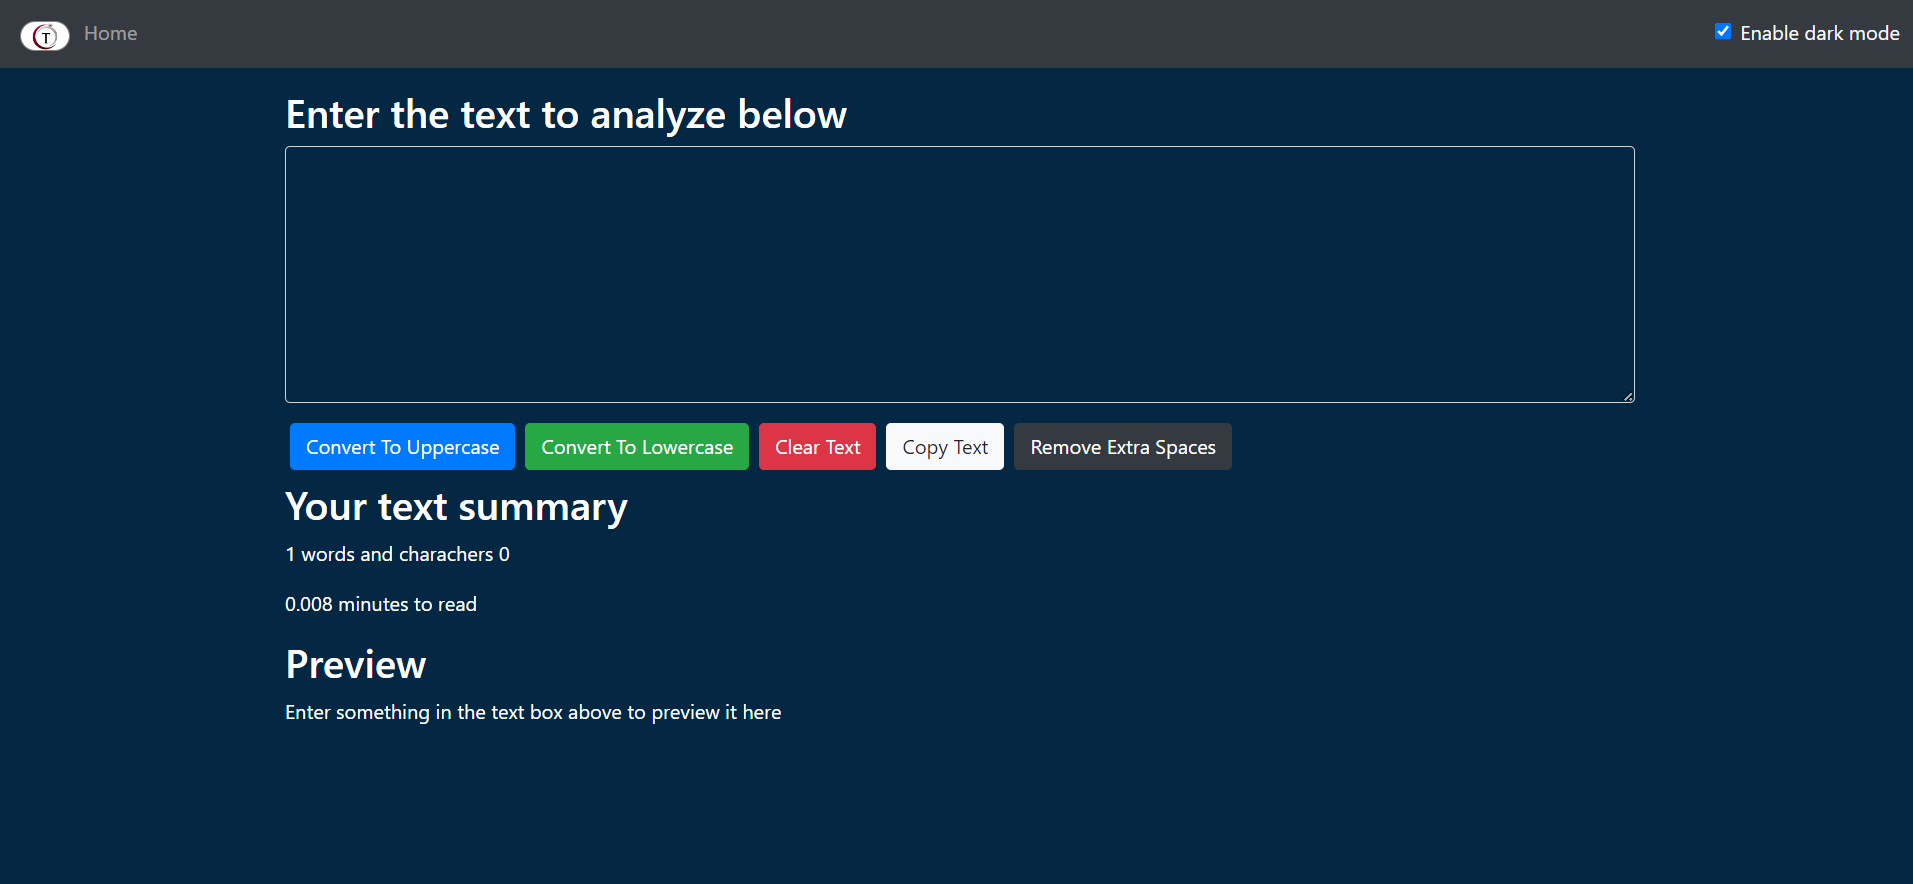 T Home Enable dark mode
Enter the text to analyze below
Convert To Uppercase Convert To Lowercase Clear Text Copy Text Remove Extra Spaces
Your text summary
1 words and charachers 0
0.008 minutes to read
Preview
Enter something in the text box above to preview it here